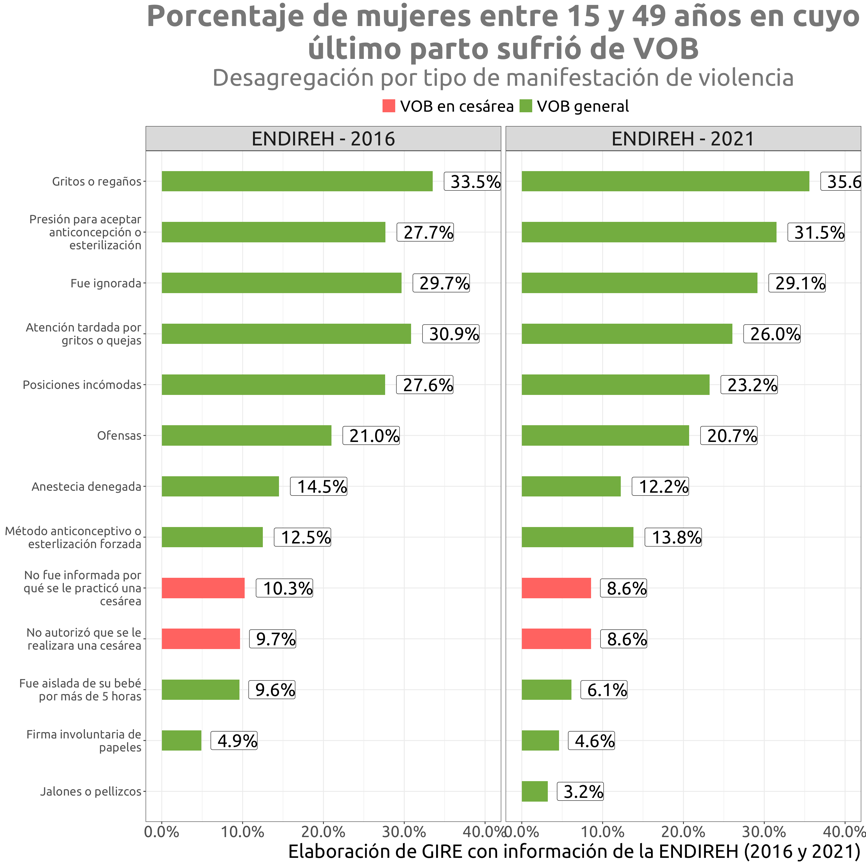 Porcentaje de mujeres entre 15 y 49 años en cuyo
último parto sufrió de VOB
Desagregación por tipo de manifestación de violencia
VOB en cesárea VOB general
ENDIREH - 2016 ENDIREH - 2021
Gritos o regaños 33.5% 35.6
Presión para aceptar
anticoncepción o
esterilización
27.7% 31.5%
Fue ignorada 29.7% 29.1%
Atención tardada por
gritos o quejas
30.9% 26.0%
Posiciones incómodas 27.6% 23.2%
Ofensas 21.0% 20.7%
Anestecia denegada 14.5% 12.2%
Método anticonceptivo o
esterlización forzada
12.5% 13.8%
No fue informada por
qué se le practicó una
cesárea
10.3% 8.6%
No autorizó que se le
realizara una cesárea
9.7% 8.6%
Fue aislada de su bebé
por más de 5 horas
9.6% 6.1%
Firma involuntaria de
papeles
4.9% 4.6%
Jalones o pellizcos 3.2%
0.0% 10.0% 20.0% 30.0% 40.0% 0.0% 10.0% 20.0% 30.0% 40.0%
Elaboración de GIRE con información de la ENDIREH (2016 y 2021)